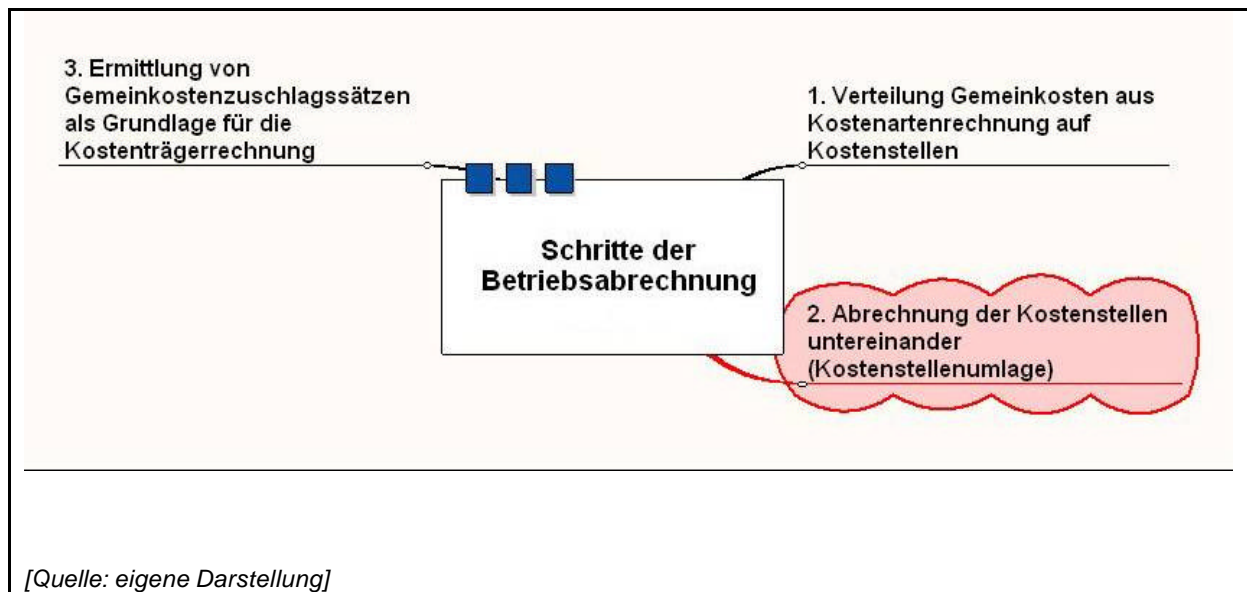 3. Ermittlung von
Gemeinkostenzuschlagssätzen
als Grundlage für die
Kostenträgerrechnung
1. Verteilung Gemeinkosten aus
Kostenartenrechnung auf
Kostenstellen
Schritte der
Betriebsabrechnung
2. Abrechnung der Kostenstellen
untereinander
(Kostenstellenumlage)
[Quelle: eigene Darstellung]